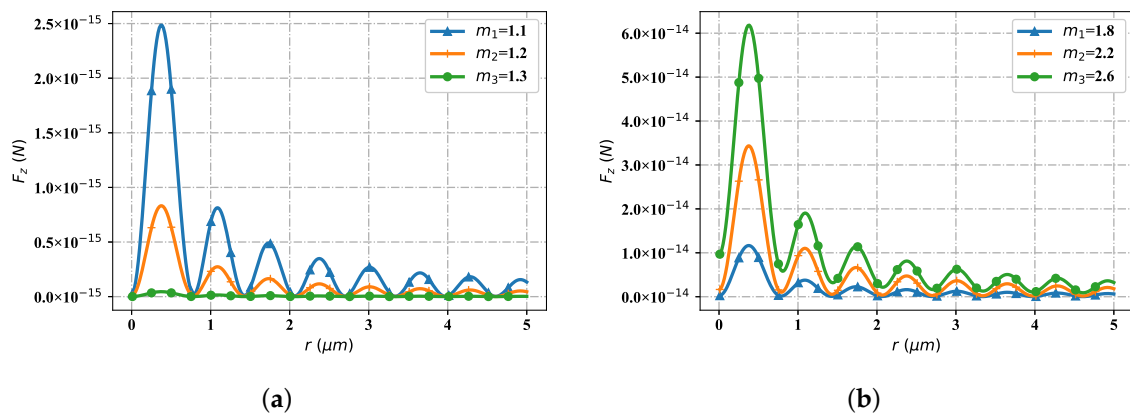 2.5×10⁻¹⁵
2.0×10⁻¹⁵
1.5×10⁻¹⁵
1.0×10⁻¹⁵
0.5×10⁻¹⁵
0.0×10⁻¹⁵
F_z (N)
m₁=1.1
m₂=1.2
m₃=1.3
0 1 2 3 4 5
r (μm)
(a)
6.0×10⁻¹⁴
5.0×10⁻¹⁴
4.0×10⁻¹⁴
3.0×10⁻¹⁴
2.0×10⁻¹⁴
1.0×10⁻¹⁴
0.0×10⁻¹⁴
F_z (N)
m₁=1.8
m₂=2.2
m₃=2.6
0 1 2 3 4 5
r (μm)
(b)